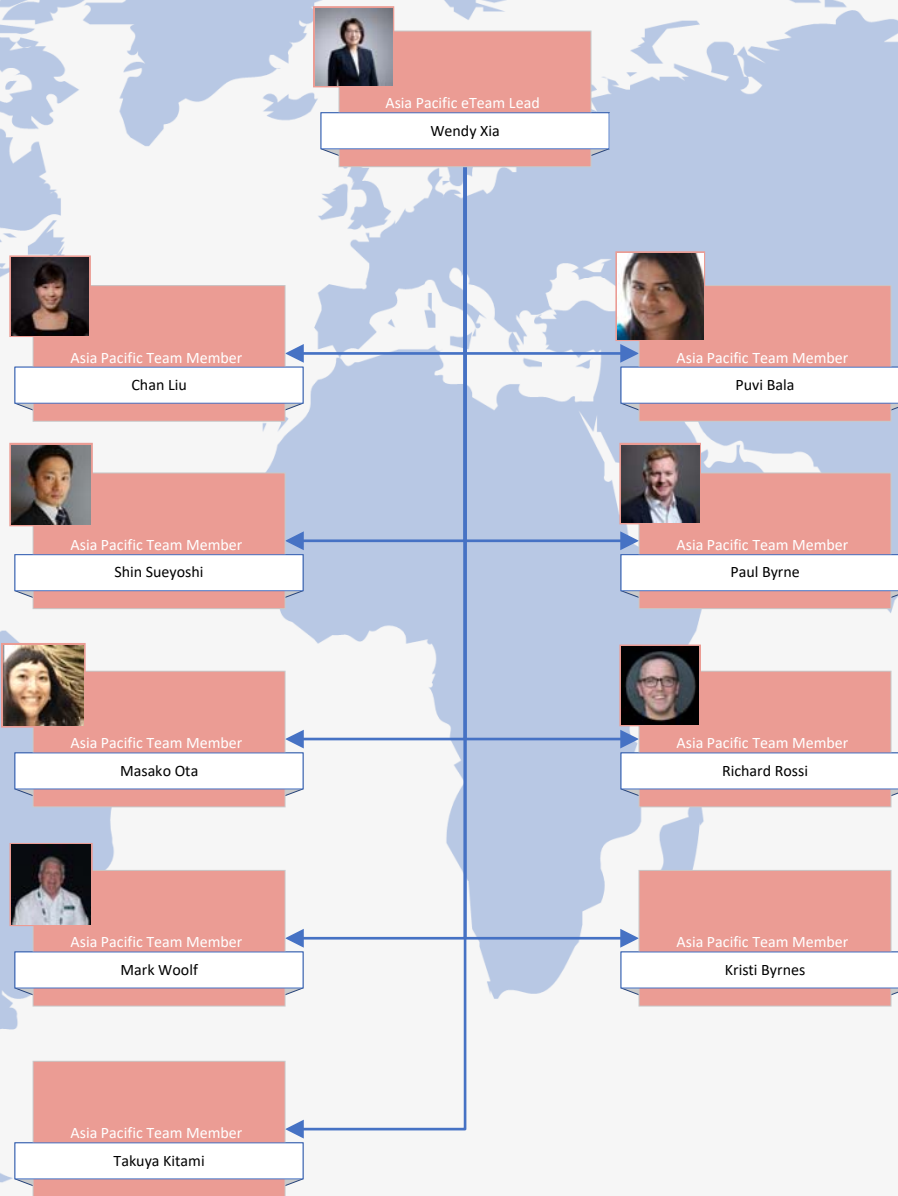 Asia Pacific eTeam Lead
Wendy Xia
Asia Pacific Team Member
Chan Liu
Asia Pacific Team Member
Puvi Bala
Asia Pacific Team Member
Shin Sueyoshi
Asia Pacific Team Member
Paul Byrne
Asia Pacific Team Member
Masako Ota
Asia Pacific Team Member
Richard Rossi
Asia Pacific Team Member
Mark Woolf
Asia Pacific Team Member
Kristi Byrnes
Asia Pacific Team Member
Takuya Kitami